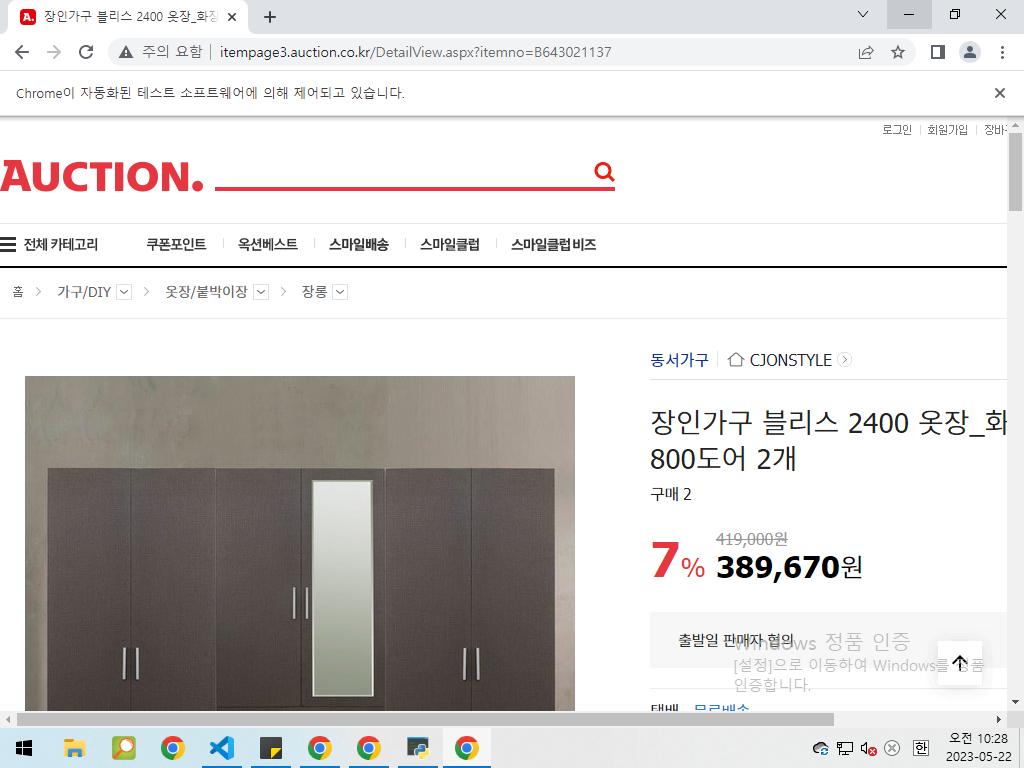 장인가구 블리스 2400 옷장_화장
주의 요함 itempage3.auction.co.kr/DetailView.aspx?itemno=B643021137
Chrome이 자동화된 테스트 소프트웨어에 의해 제어되고 있습니다.
로그인 회원가입 장바
AUCTION.
전체 카테고리 쿠폰포인트 옥션베스트 스마일배송 스마일클럽 스마일클럽 비즈
홈 가구/DIY 옷장/붙박이장 장롱
동서가구 CJONSTYLE
장인가구 블리스 2400 옷장_화
800도어 2개
구매 2
419,000원
7% 389,670원
출발일 판매자 협의
Windows 정품 인증
[설정]으로 이동하여 Windows를 정품
인증합니다.
택배 무료배송
한
오전 10:28
2023-05-22